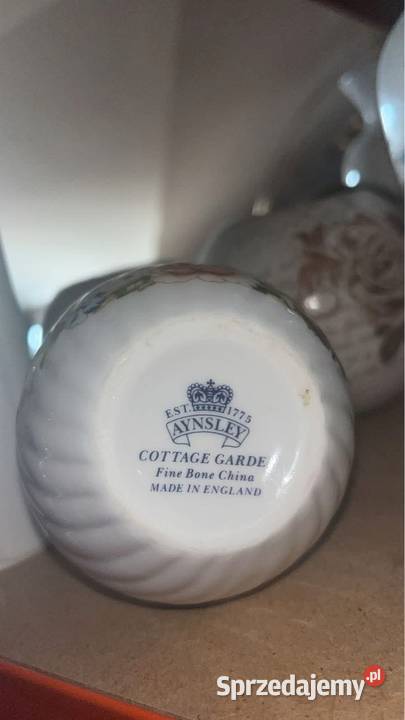 EST. 1775
AYNSLEY
COTTAGE GARDE
Fine Bone China
MADE IN ENGLAND
Sprzedajemy.pl